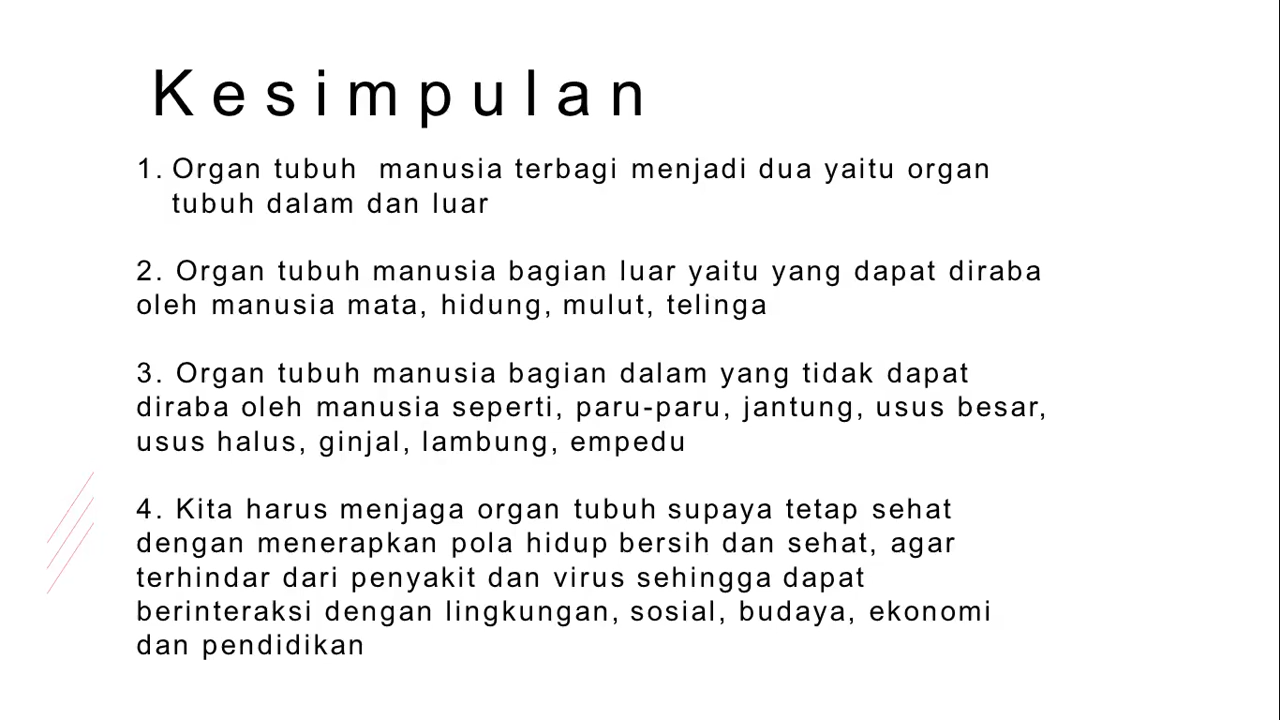 Kesimpulan
1. Organ tubuh  manusia terbagi menjadi dua yaitu organ
tubuh dalam dan luar
2. Organ tubuh manusia bagian luar yaitu yang dapat diraba
oleh manusia mata, hidung, mulut, telinga
3. Organ tubuh manusia bagian dalam yang tidak dapat
diraba oleh manusia seperti, paru-paru, jantung, usus besar,
usus halus, ginjal, lambung, empedu
4. Kita harus menjaga organ tubuh supaya tetap sehat
dengan menerapkan pola hidup bersih dan sehat, agar
terhindar dari penyakit dan virus sehingga dapat
berinteraksi dengan lingkungan, sosial, budaya, ekonomi
dan pendidikan